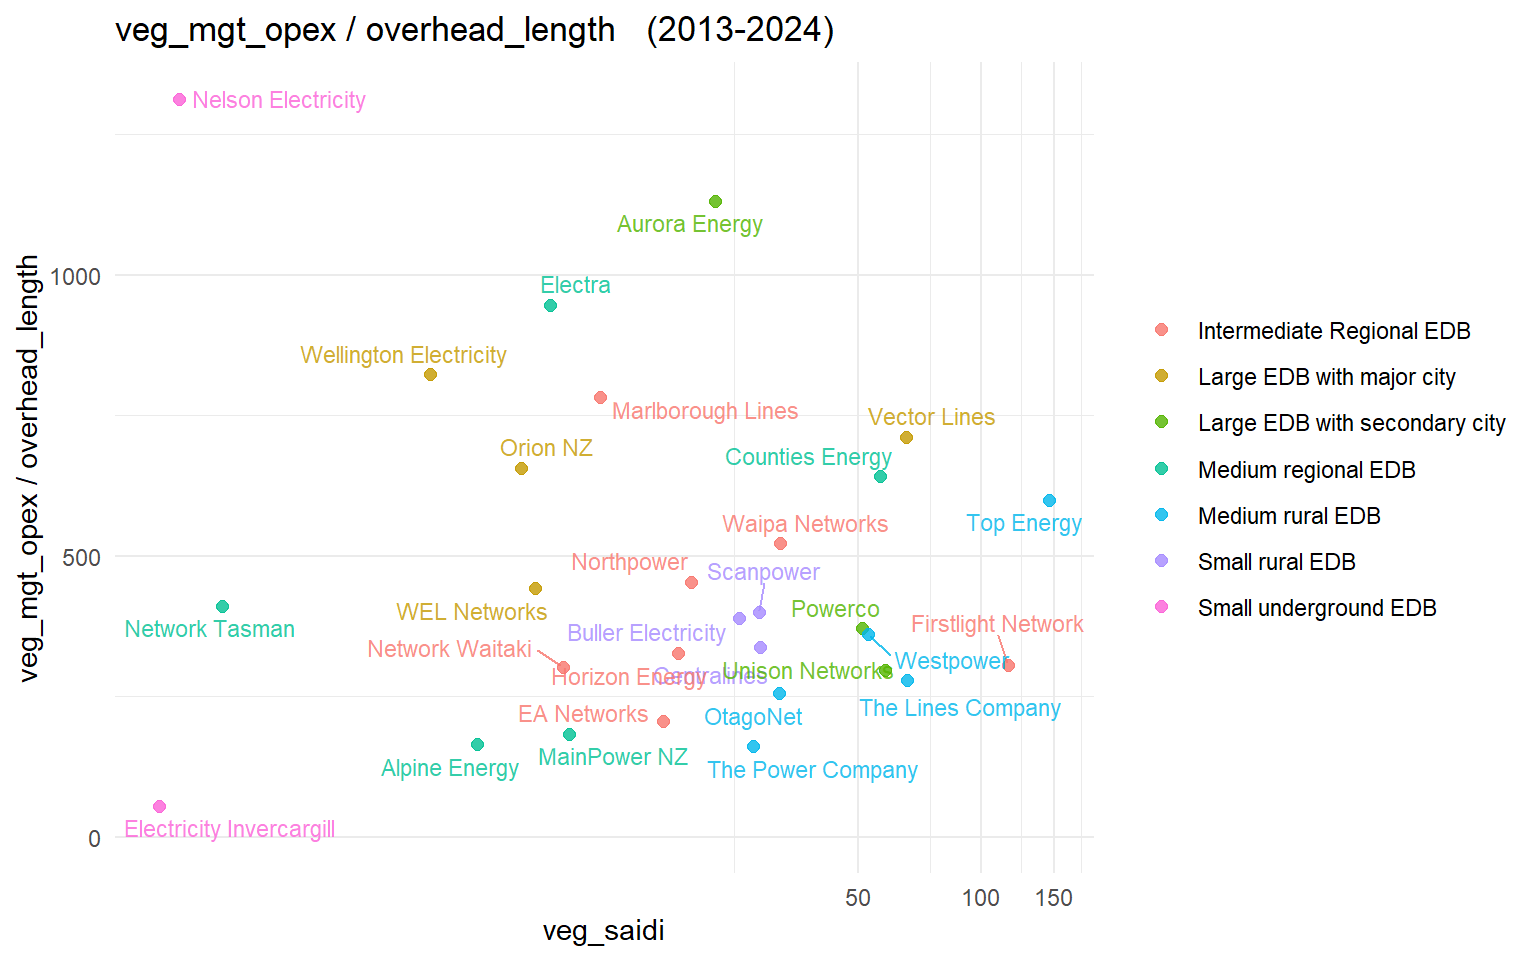 veg_mgt_opex / overhead_length   (2013-2024)
Nelson Electricity
Aurora Energy
1000
Electra
Wellington Electricity
Marlborough Lines
Vector Lines
Orion NZ
Counties Energy
Top Energy
Waipa Networks
500
Northpower
Scanpower
WEL Networks
Powerco
Network Tasman
Buller Electricity
Firstlight Network
Network Waitaki
Westpower
Horizon Energy
Centralines
Unison Networks
The Lines Company
EA Networks
OtagoNet
MainPower NZ
Alpine Energy
The Power Company
Electricity Invercargill
0
50
100
150
veg_saidi
veg_mgt_opex / overhead_length
Intermediate Regional EDB
Large EDB with major city
Large EDB with secondary city
Medium regional EDB
Medium rural EDB
Small rural EDB
Small underground EDB